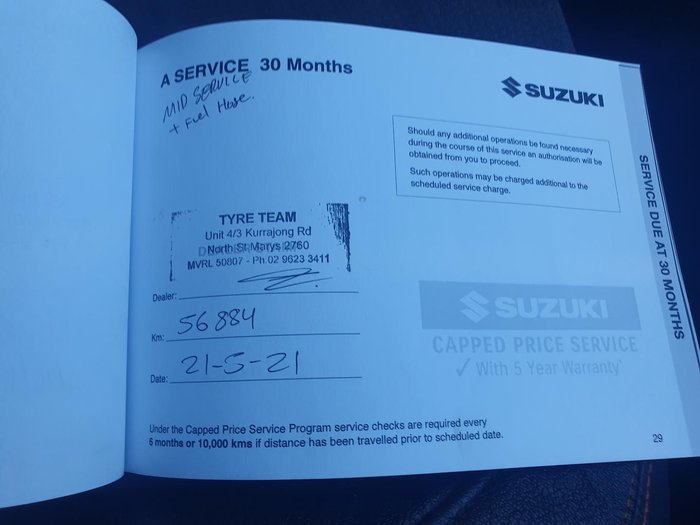 A SERVICE 30 Months
MID SERVICE
+ Fuel Hose.
SUZUKI
Should any additional operations be found necessary
during the course of this service an authorisation will be
obtained from you to proceed.
Such operations may be charged additional to the
scheduled service charge.
TYRE TEAM
Unit 4/3 Kurrajong Rd
North St Marys 2760
MVRL 50807 - Ph 02 9623 3411
Dealer:
Km: 56884
Date: 21-5-21
SUZUKI
CAPPED PRICE SERVICE
✓ With 5 Year Warranty*
Under the Capped Price Service Program service checks are required every
6 months or 10,000 kms if distance has been travelled prior to scheduled date.
29
SERVICE DUE AT 30 MONTHS